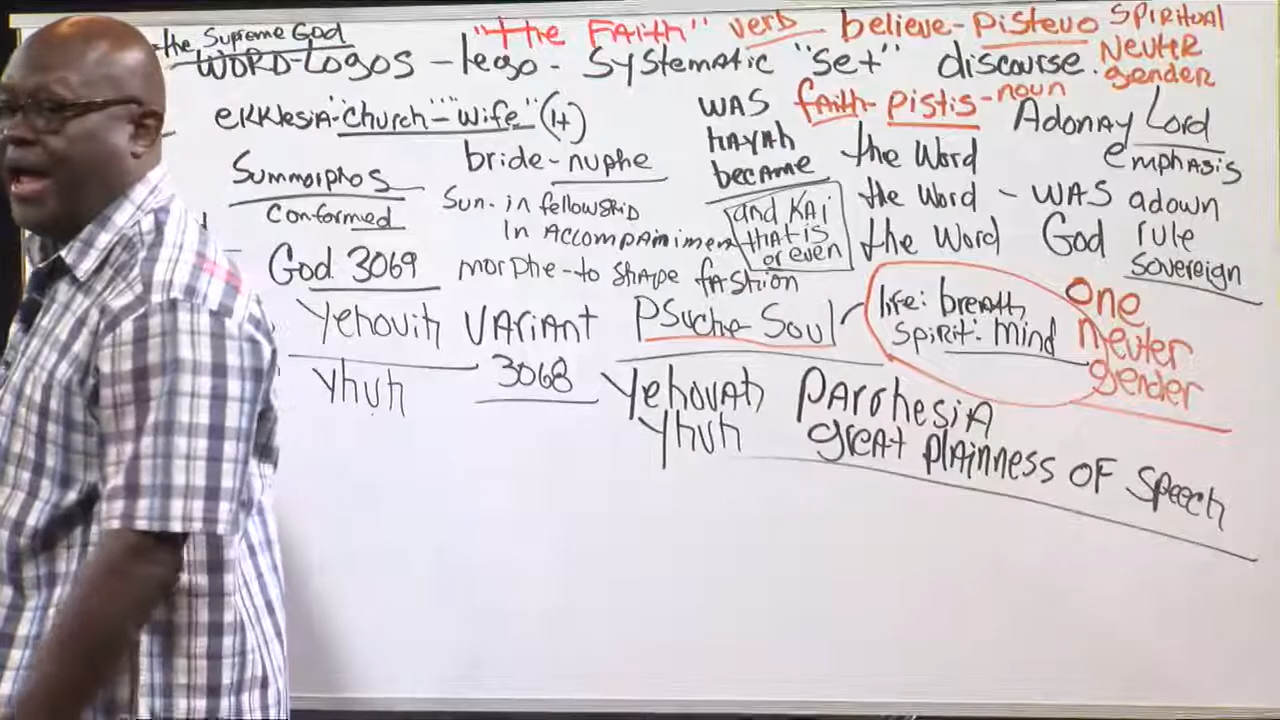 the Supreme God "the FAith" verb believe - Pisteuo SPIRITUAL
WORD - Logos - lego - Systematic "set" discourse. NeuteR
gender
ekklesia - "church" - "wife" (14) WAS faith - pistis - noun Adonay Lord
HAYAH the Word emphasis
Summorphos bride - nuphe became
conformed Sun. in fellowship and KAI the Word - WAS adown
In Accompainimen that is the Word God rule
God 3069 morphe - to shape fashion or even sovereign
Yehovih VARiANt Psuche Soul life: breath, One
spirit: mind neuter
gender
Yhuh 3068 Yehovah PARrhesiA
Yhuh great plainness OF Speech